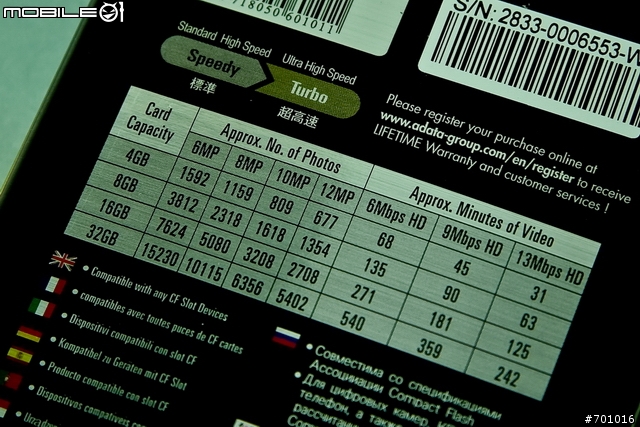 MOBILE01
718050 601011
S/N: 2833-0006553-W
Standard High Speed
Ultra High Speed
Speedy
Turbo
標準
超高速
Please register your purchase online at
www.adata-group.com/en/register to receive
LIFETIME Warranty and customer services !
Card Capacity Approx. No. of Photos Approx. Minutes of Video
6MP 8MP 10MP 12MP 6Mbps HD 9Mbps HD 13Mbps HD
4GB 1592 1159 809 677 68 45 31
8GB 3812 2318 1618 1354 135 90 63
16GB 7624 5080 3208 2708 271 181 125
32GB 15230 10115 6356 5402 540 359 242
• Compatible with any CF Slot Devices
• compatibles avec toutes puces de CF cartes
• Dispositivi compatibili con slot CF
• Kompatibel zu Geraten mit CF Slot
• Producto compatible con slot CF
• Dispositivos compatíveis
• Совместима со спецификациями
Ассоциации Compact Flash
• Для цифровых камер,
телефон, а также
#701016